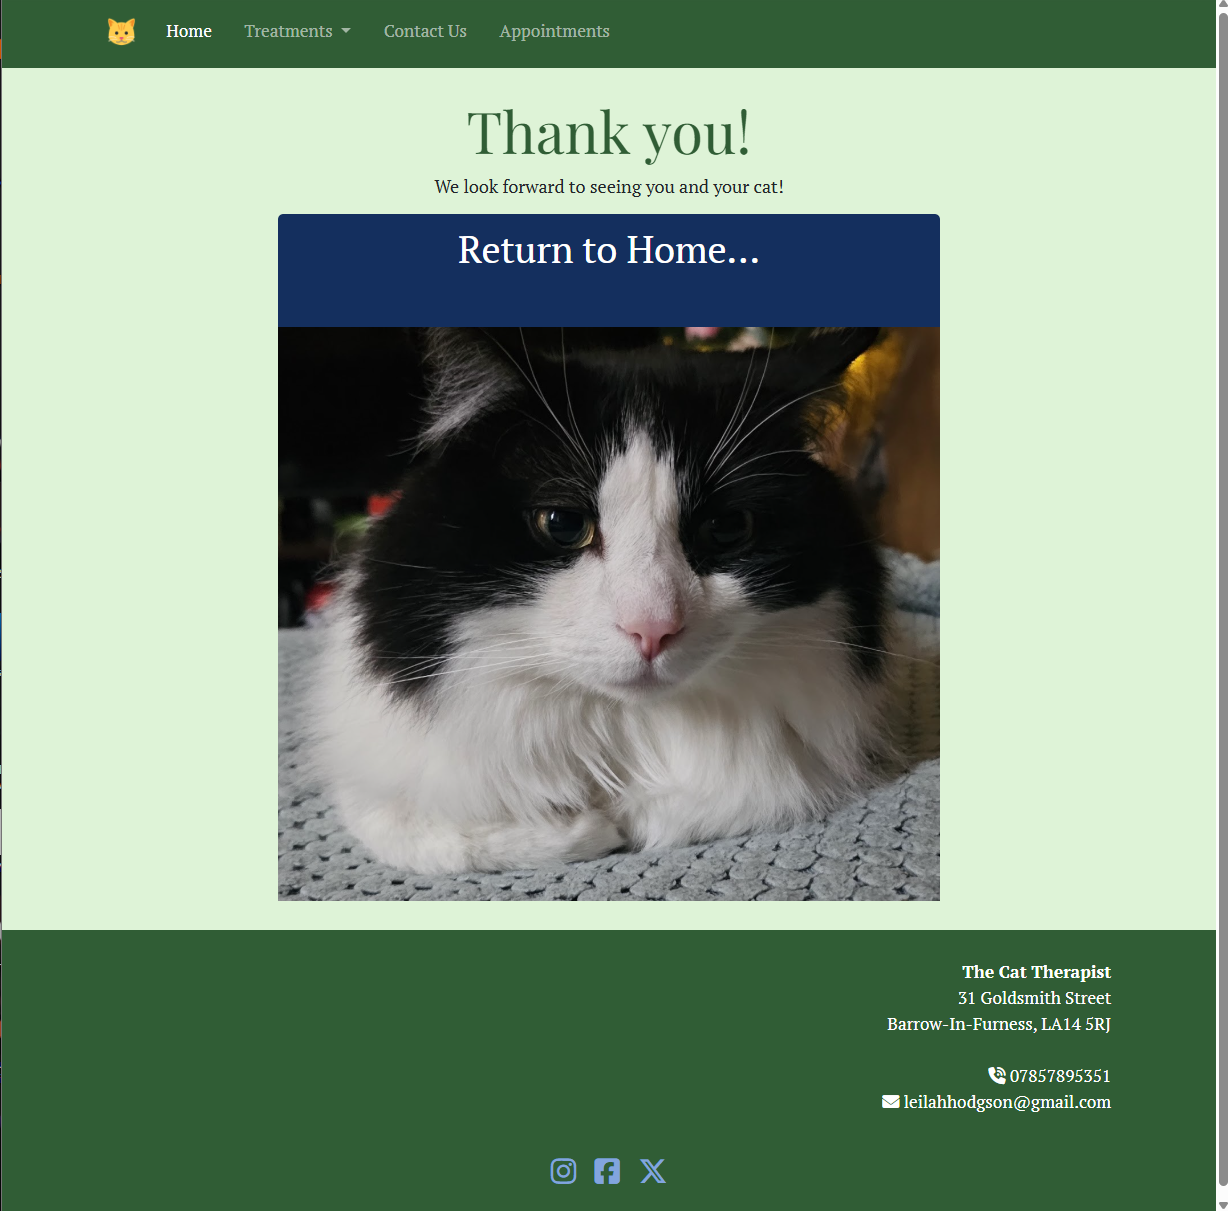 Home Treatments Contact Us Appointments
Thank you!
We look forward to seeing you and your cat!
Return to Home...
The Cat Therapist
31 Goldsmith Street
Barrow-In-Furness, LA14 5RJ
07857895351
leilahhodgson@gmail.com